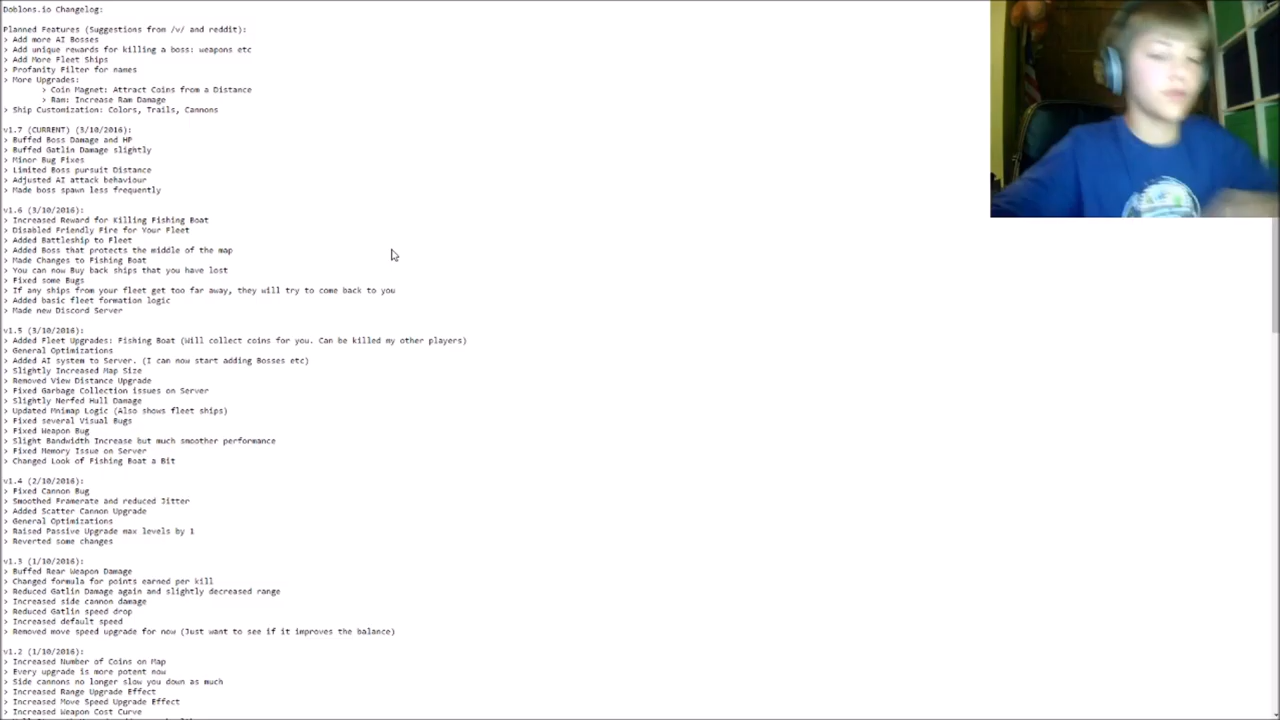 Doblons.io Changelog:
Planned Features (Suggestions from /v/ and reddit):
> Add more AI Bosses
> Add unique rewards for killing a boss: weapons etc
> Add More Fleet Ships
> Profanity Filter for names
> More Upgrades:
> Coin Magnet: Attract Coins from a Distance
> Ram: Increase Ram Damage
> Ship Customization: Colors, Trails, Cannons
v1.7 (CURRENT) (3/10/2016):
> Buffed Boss Damage and HP
> Buffed Gatlin Damage slightly
> Minor Bug Fixes
> Limited Boss pursuit Distance
> Adjusted AI attack behaviour
> Made boss spawn less frequently
v1.6 (3/10/2016):
> Increased Reward for Killing Fishing Boat
> Disabled Friendly Fire for Your Fleet
> Added Battleship to Fleet
> Added Boss that protects the middle of the map
> Made Changes to Fishing Boat
> You can now Buy back ships that you have lost
> Fixed some Bugs
> If any ships from your fleet get too far away, they will try to come back to you
> Added basic fleet formation logic
> Made new Discord Server
v1.5 (3/10/2016):
> Added Fleet Upgrades: Fishing Boat (Will collect coins for you. Can be killed my other players)
> General Optimizations
> Added AI system to Server. (I can now start adding Bosses etc)
> Slightly Increased Map Size
> Removed View Distance Upgrade
> Fixed Garbage Collection issues on Server
> Slightly Nerfed Hull Damage
> Updated Mnimap Logic (Also shows fleet ships)
> Fixed several Visual Bugs
> Fixed Weapon Bug
> Slight Bandwidth Increase but much smoother performance
> Fixed Memory Issue on Server
> Changed Look of Fishing Boat a Bit
v1.4 (2/10/2016):
> Fixed Cannon Bug
> Smoothed Framerate and reduced Jitter
> Added Scatter Cannon Upgrade
> General Optimizations
> Raised Passive Upgrade max levels by 1
> Reverted some changes
v1.3 (1/10/2016):
> Buffed Rear Weapon Damage
> Changed formula for points earned per kill
> Reduced Gatlin Damage again and slightly decreased range
> Increased side cannon damage
> Reduced Gatlin speed drop
> Increased default speed
> Removed move speed upgrade for now (Just want to see if it improves the balance)
v1.2 (1/10/2016):
> Increased Number of Coins on Map
> Every upgrade is more potent now
> Side cannons no longer slow you down as much
> Increased Range Upgrade Effect
> Increased Move Speed Upgrade Effect
> Increased Weapon Cost Curve